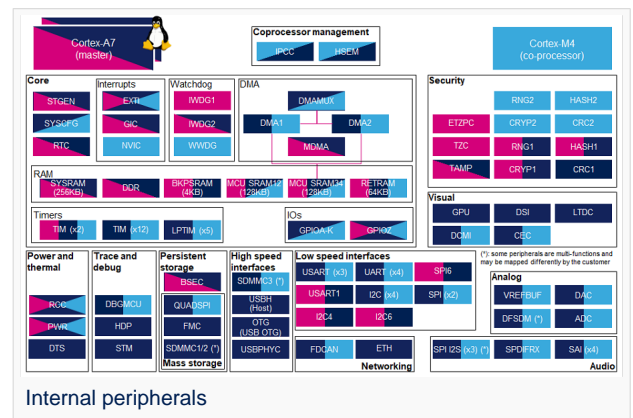 Cortex-A7
(master)
Coprocessor management
IPCC
HSEM
Cortex-M4
(co-processor)
Core
STGEN
SYSCFG
RTC
Interrupts
EXTI
GIC
NVIC
Watchdog
IWDG1
IWDG2
WWDG
DMA
DMAMUX
DMA1
DMA2
MDMA
Security
RNG2
HASH2
ETZPC
CRYP2
CRC2
TZC
RNG1
HASH1
TAMP
CRYP1
CRC1
RAM
SYSRAM
(256KB)
DDR
BKPSRAM
(4KB)
MCU SRAM12
(128KB)
MCU SRAM34
(128KB)
RETRAM
(64KB)
Timers
TIM (x2)
TIM (x12)
LPTIM (x5)
IOs
GPIOA-K
GPIOZ
Visual
GPU
DSI
LTDC
DCMI
CEC
(*): some peripherals are multi-functions and
may be mapped differently by the customer
Power and
thermal
RCC
PWR
DTS
Trace and
debug
DBGMCU
HDP
STM
Persistent
storage
BSEC
QUADSPI
FMC
SDMMC1/2 (*)
Mass storage
High speed
interfaces
SDMMC3 (*)
USBH
(Host)
OTG
(USB OTG)
USBPHYC
Low speed interfaces
USART (x3)
UART (x4)
SPI6
USART1
I2C (x4)
SPI (x2)
I2C4
I2C6
FDCAN
ETH
Networking
Analog
VREFBUF
DAC
DFSDM (*)
ADC
SPI I2S (x3) (*)
SPDIFRX
SAI (x4)
Audio
Internal peripherals